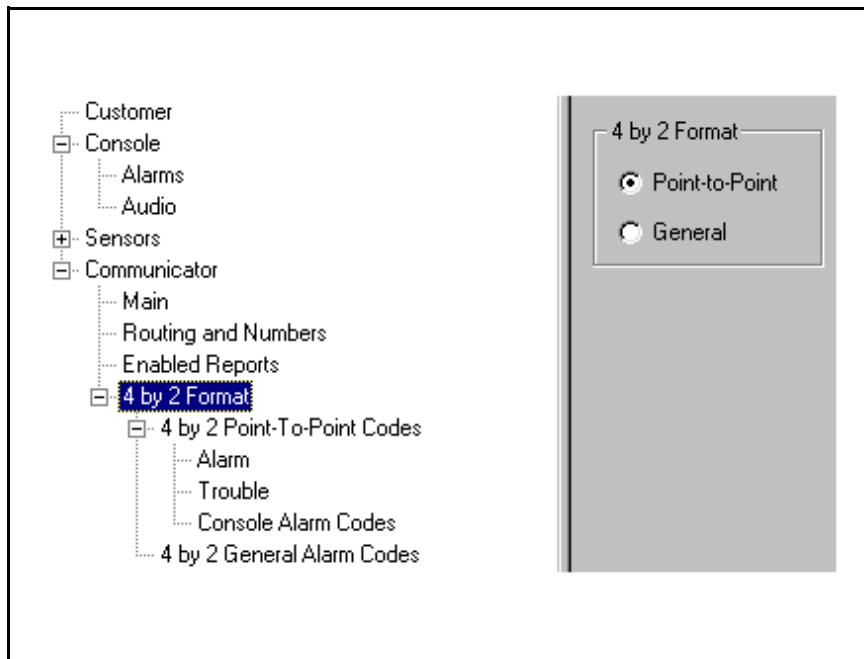 Customer
Console
Alarms
Audio
Sensors
Communicator
Main
Routing and Numbers
Enabled Reports
4 by 2 Format
4 by 2 Point-To-Point Codes
Alarm
Trouble
Console Alarm Codes
4 by 2 General Alarm Codes
4 by 2 Format
Point-to-Point
General